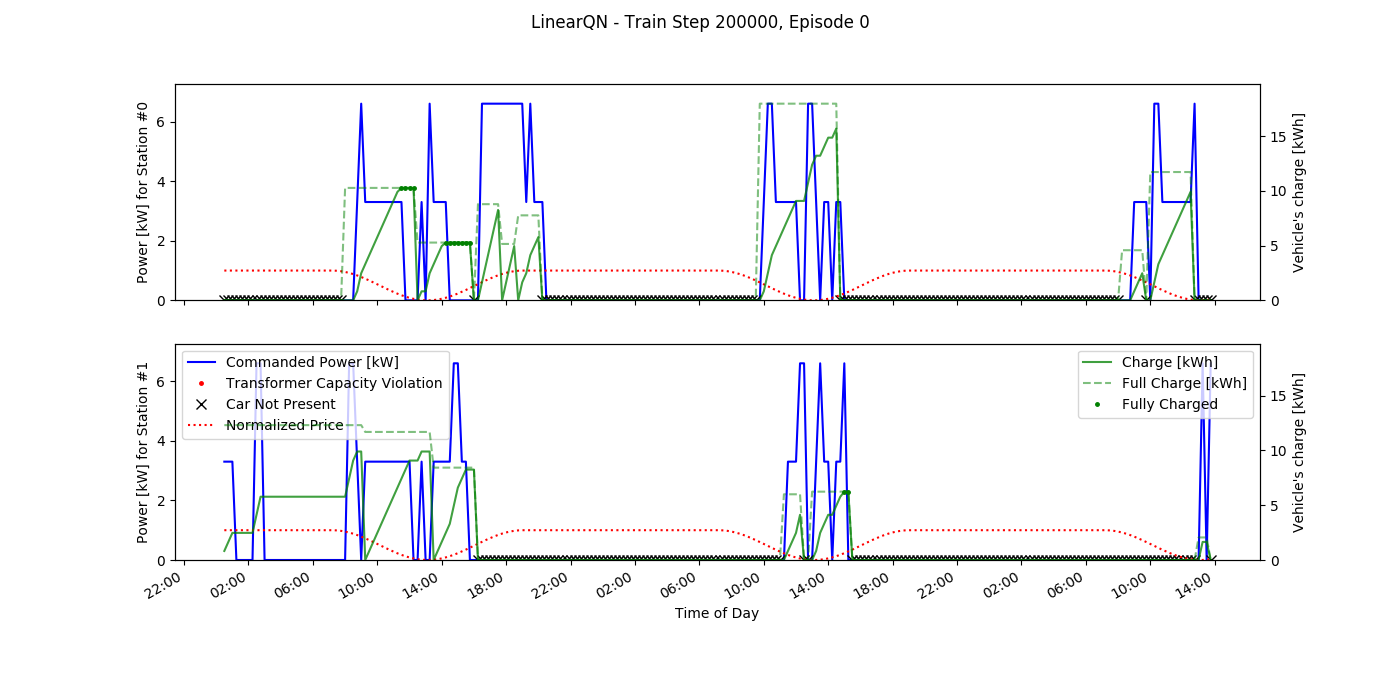 LinearQN - Train Step 200000, Episode 0
Power [kW] for Station #0
6
4
2
0
Vehicle's charge [kWh]
15
10
5
0
Power [kW] for Station #1
6
4
2
0
Commanded Power [kW]
Transformer Capacity Violation
Car Not Present
Normalized Price
Charge [kWh]
Full Charge [kWh]
Fully Charged
Vehicle's charge [kWh]
15
10
5
0
22:00 02:00 06:00 10:00 14:00 18:00 22:00 02:00 06:00 10:00 14:00 18:00 22:00 02:00 06:00 10:00 14:00
Time of Day